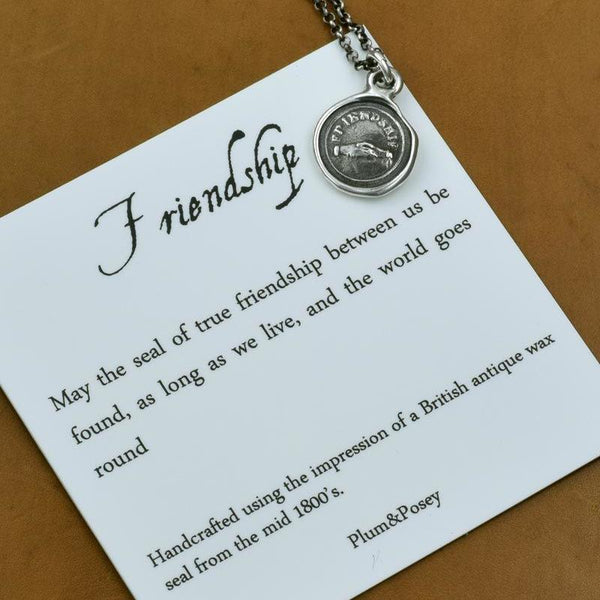 FRIENDSHIP
Friendship
May the seal of true friendship between us be
found, as long as we live, and the world goes
round
Handcrafted using the impression of a British antique wax
seal from the mid 1800's.
Plum&Posey